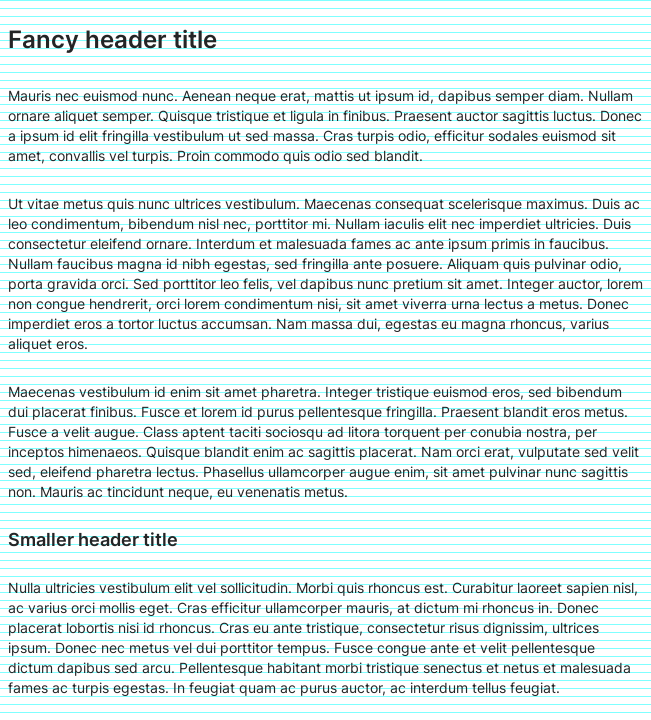 Fancy header title
Mauris nec euismod nunc. Aenean neque erat, mattis ut ipsum id, dapibus semper diam. Nullam
ornare aliquet semper. Quisque tristique et ligula in finibus. Praesent auctor sagittis luctus. Donec
a ipsum id elit fringilla vestibulum ut sed massa. Cras turpis odio, efficitur sodales euismod sit
amet, convallis vel turpis. Proin commodo quis odio sed blandit.
Ut vitae metus quis nunc ultrices vestibulum. Maecenas consequat scelerisque maximus. Duis ac
leo condimentum, bibendum nisl nec, porttitor mi. Nullam iaculis elit nec imperdiet ultricies. Duis
consectetur eleifend ornare. Interdum et malesuada fames ac ante ipsum primis in faucibus.
Nullam faucibus magna id nibh egestas, sed fringilla ante posuere. Aliquam quis pulvinar odio,
porta gravida orci. Sed porttitor leo felis, vel dapibus nunc pretium sit amet. Integer auctor, lorem
non congue hendrerit, orci lorem condimentum nisi, sit amet viverra urna lectus a metus. Donec
imperdiet eros a tortor luctus accumsan. Nam massa dui, egestas eu magna rhoncus, varius
aliquet eros.
Maecenas vestibulum id enim sit amet pharetra. Integer tristique euismod eros, sed bibendum
dui placerat finibus. Fusce et lorem id purus pellentesque fringilla. Praesent blandit eros metus.
Fusce a velit augue. Class aptent taciti sociosqu ad litora torquent per conubia nostra, per
inceptos himenaeos. Quisque blandit enim ac sagittis placerat. Nam orci erat, vulputate sed velit
sed, eleifend pharetra lectus. Phasellus ullamcorper augue enim, sit amet pulvinar nunc sagittis
non. Mauris ac tincidunt neque, eu venenatis metus.
Smaller header title
Nulla ultricies vestibulum elit vel sollicitudin. Morbi quis rhoncus est. Curabitur laoreet sapien nisl,
ac varius orci mollis eget. Cras efficitur ullamcorper mauris, at dictum mi rhoncus in. Donec
placerat lobortis nisi id rhoncus. Cras eu ante tristique, consectetur risus dignissim, ultrices
ipsum. Donec nec metus vel dui porttitor tempus. Fusce congue ante et velit pellentesque
dictum dapibus sed arcu. Pellentesque habitant morbi tristique senectus et netus et malesuada
fames ac turpis egestas. In feugiat quam ac purus auctor, ac interdum tellus feugiat.